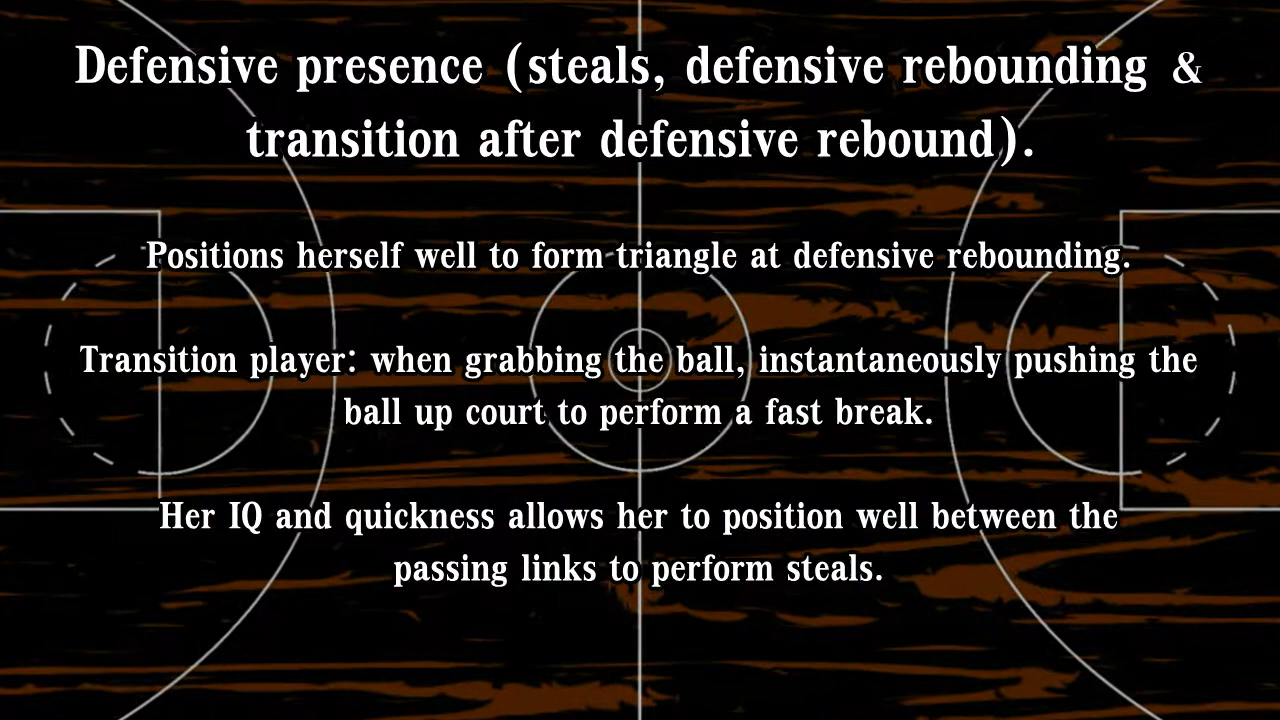 Defensive presence (steals, defensive rebounding &
transition after defensive rebound).
Positions herself well to form triangle at defensive rebounding.
Transition player: when grabbing the ball, instantaneously pushing the
ball up court to perform a fast break.
Her IQ and quickness allows her to position well between the
passing links to perform steals.